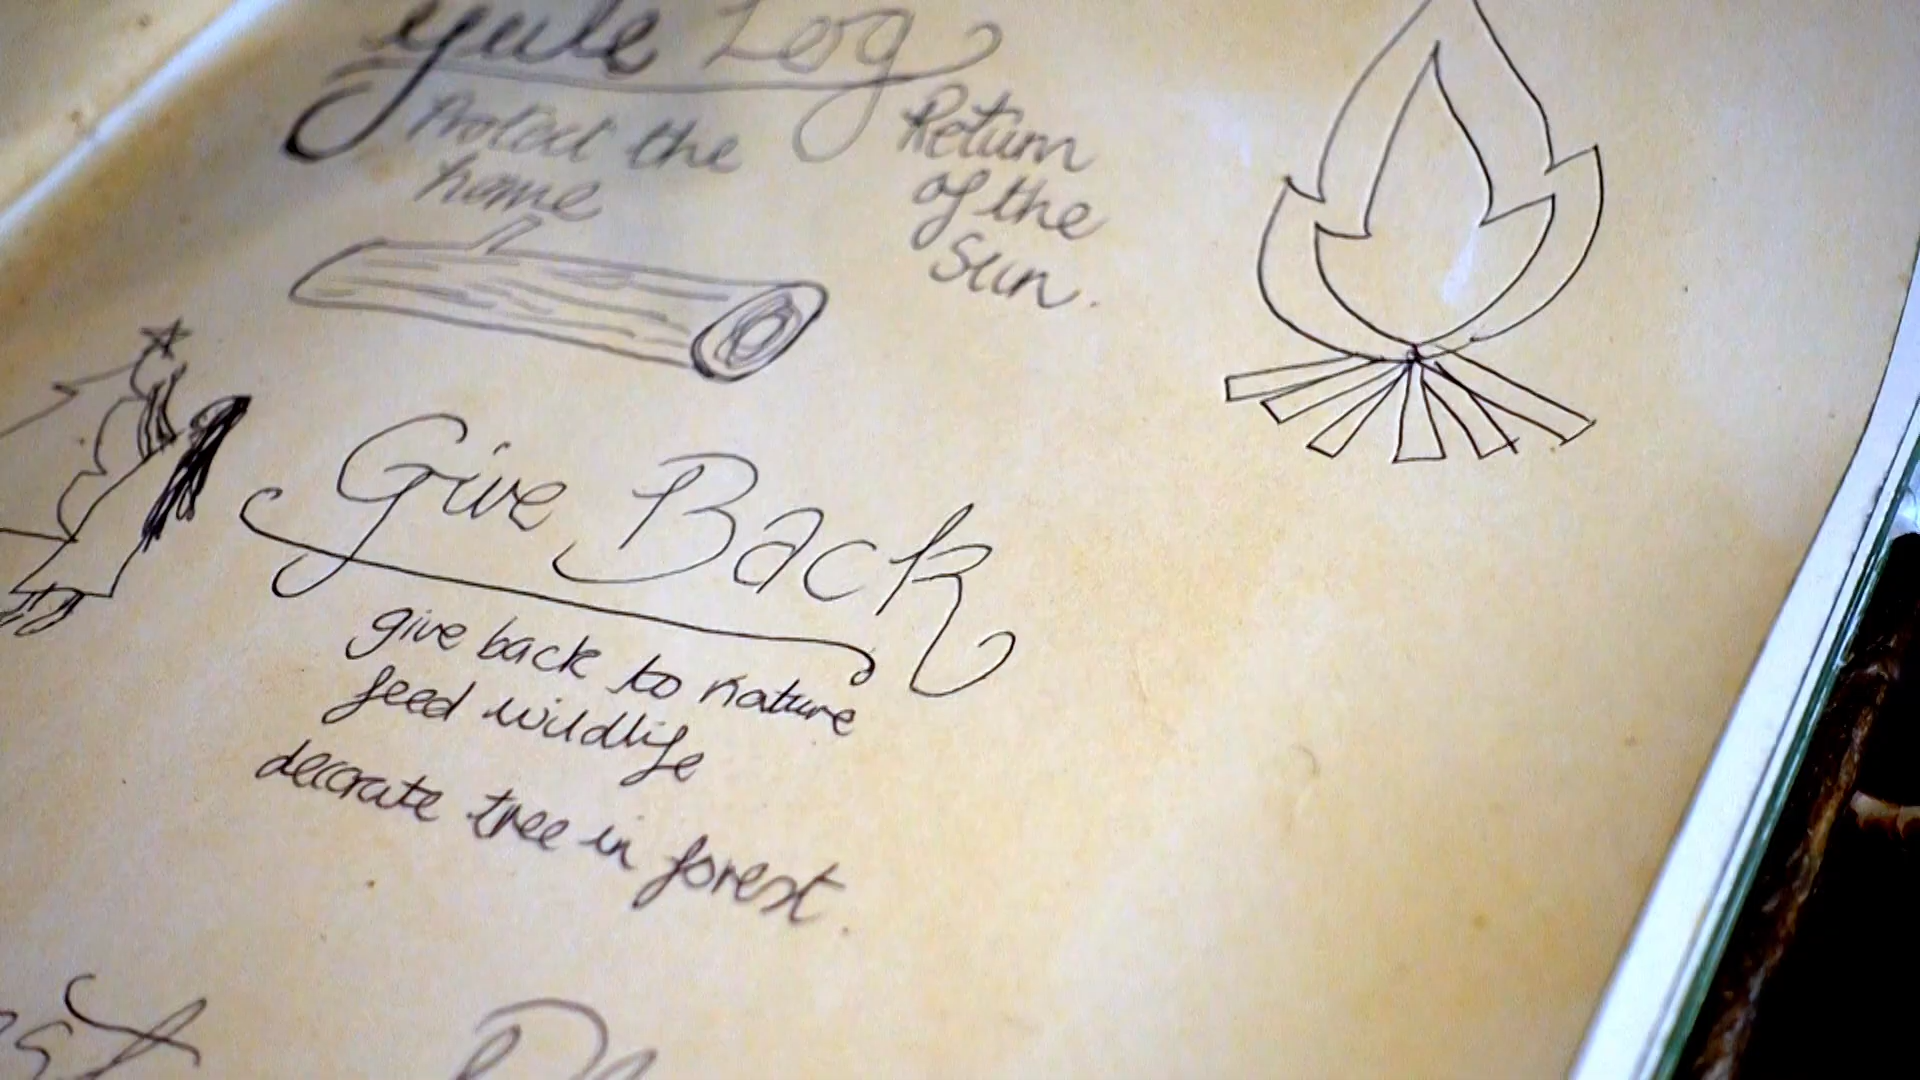 Yule Log
Protect the
home
Return
of the
Sun.
Give Back
give back to nature
feed wildlife
decorate tree in forest.